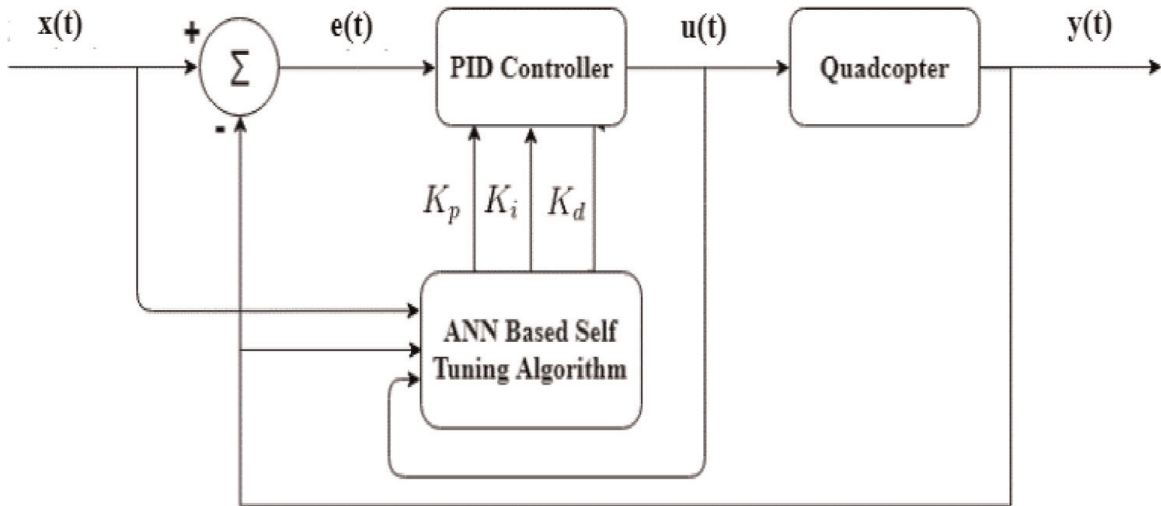 x(t)
e(t)
u(t)
y(t)
+
Σ
PID Controller
Quadcopter
-
K_p
K_i
K_d
ANN Based Self
Tuning Algorithm